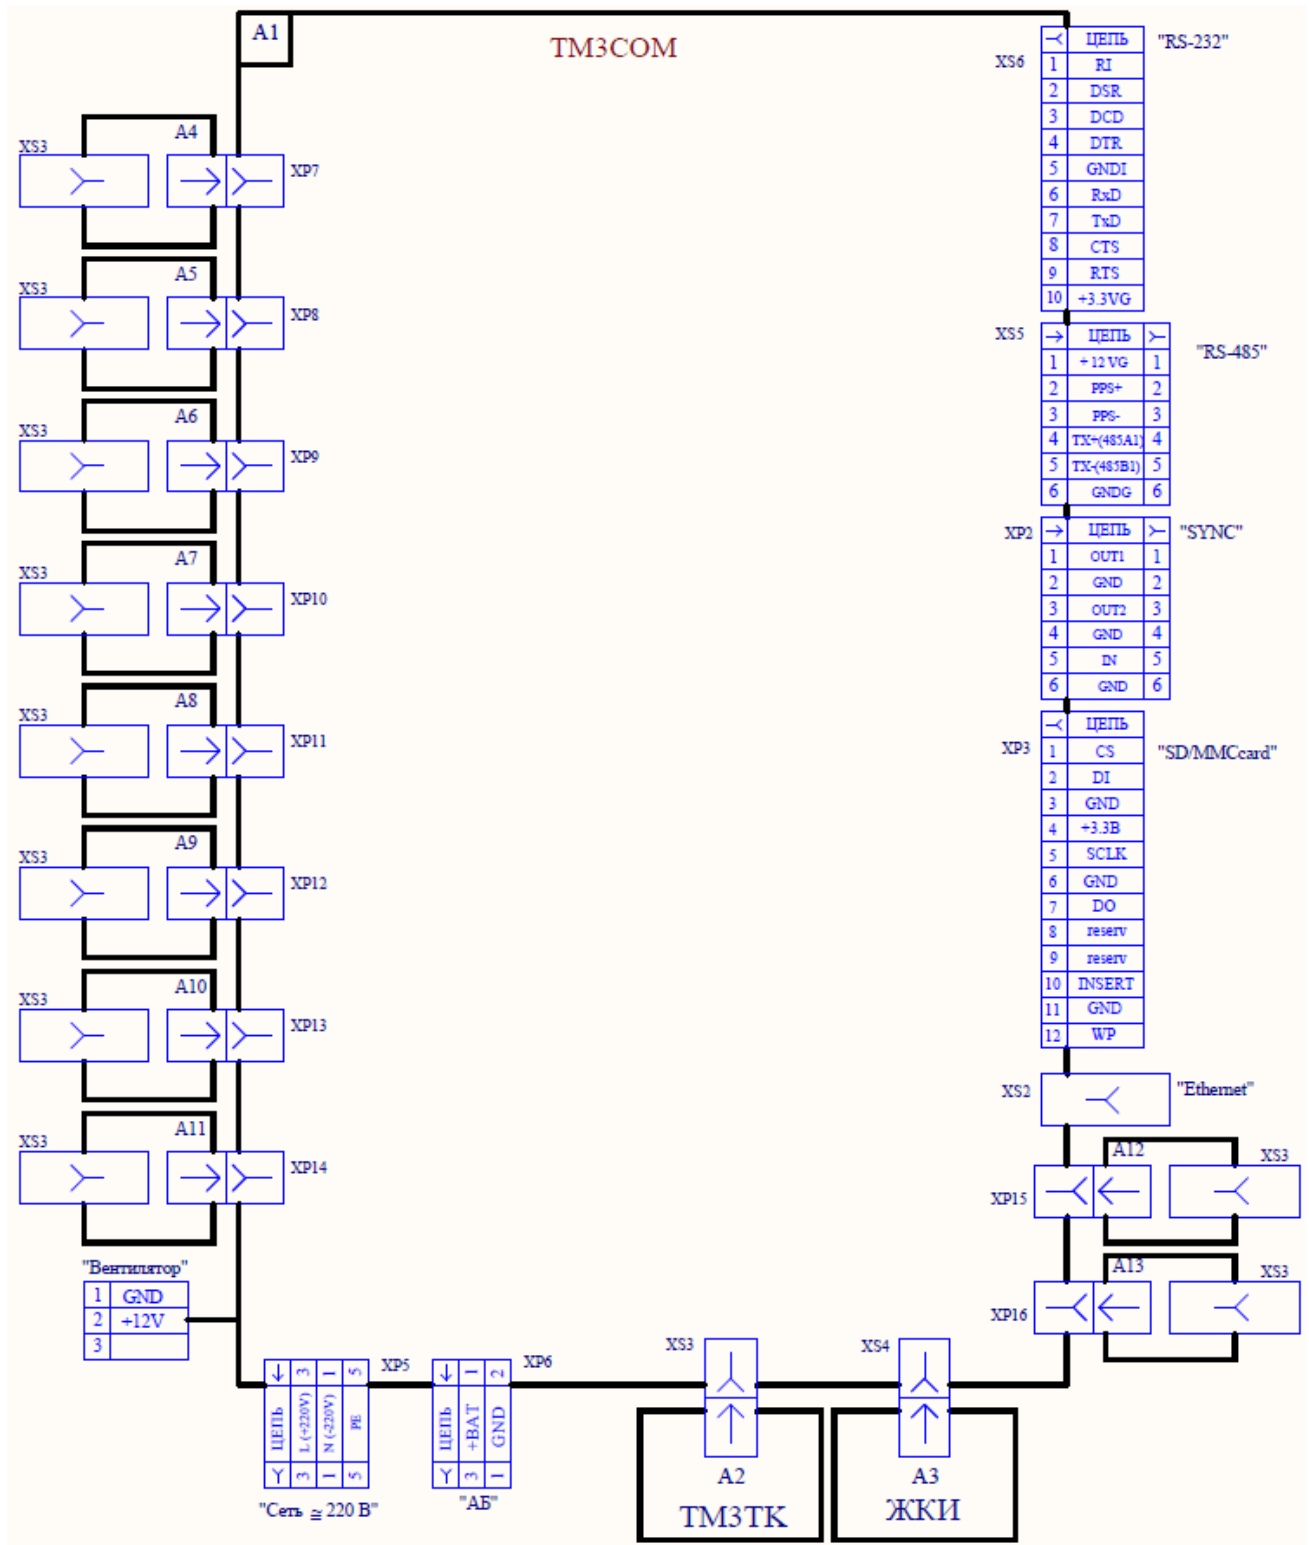 A1
TM3COM
XS3
A4
XP7
XS3
A5
XP8
XS3
A6
XP9
XS3
A7
XP10
XS3
A8
XP11
XS3
A9
XP12
XS3
A10
XP13
XS3
A11
XP14
"Вентилятор"
1 GND
2 +12V
3
XS6
ЦЕПЬ "RS-232"
1 RI
2 DSR
3 DCD
4 DTR
5 GNDI
6 RxD
7 TxD
8 CTS
9 RTS
10 +3.3VG
XS5
ЦЕПЬ
"RS-485"
1 +12 VG 1
2 PPS+ 2
3 PPS- 3
4 TX+(485A1) 4
5 TX-(485B1) 5
6 GNDG 6
XP2
ЦЕПЬ "SYNC"
1 OUT1 1
2 GND 2
3 OUT2 3
4 GND 4
5 IN 5
6 GND 6
ЦЕПЬ
XP3
"SD/MMCcard"
1 CS
2 DI
3 GND
4 +3.3В
5 SCLK
6 GND
7 DO
8 reserv
9 reserv
10 INSERT
11 GND
12 WP
XS2
"Ethernet"
A12
XS3
XP15
A13
XS3
XP16
ЦЕПЬ
3 L (+220V) 3
1 N (-220V) 1
5 PE 5
XP5
"Сеть ≅ 220 В"
ЦЕПЬ
1 +BAT 3
2 GND 1
XP6
"АБ"
XS3
A2
TM3TK
XS4
A3
ЖКИ